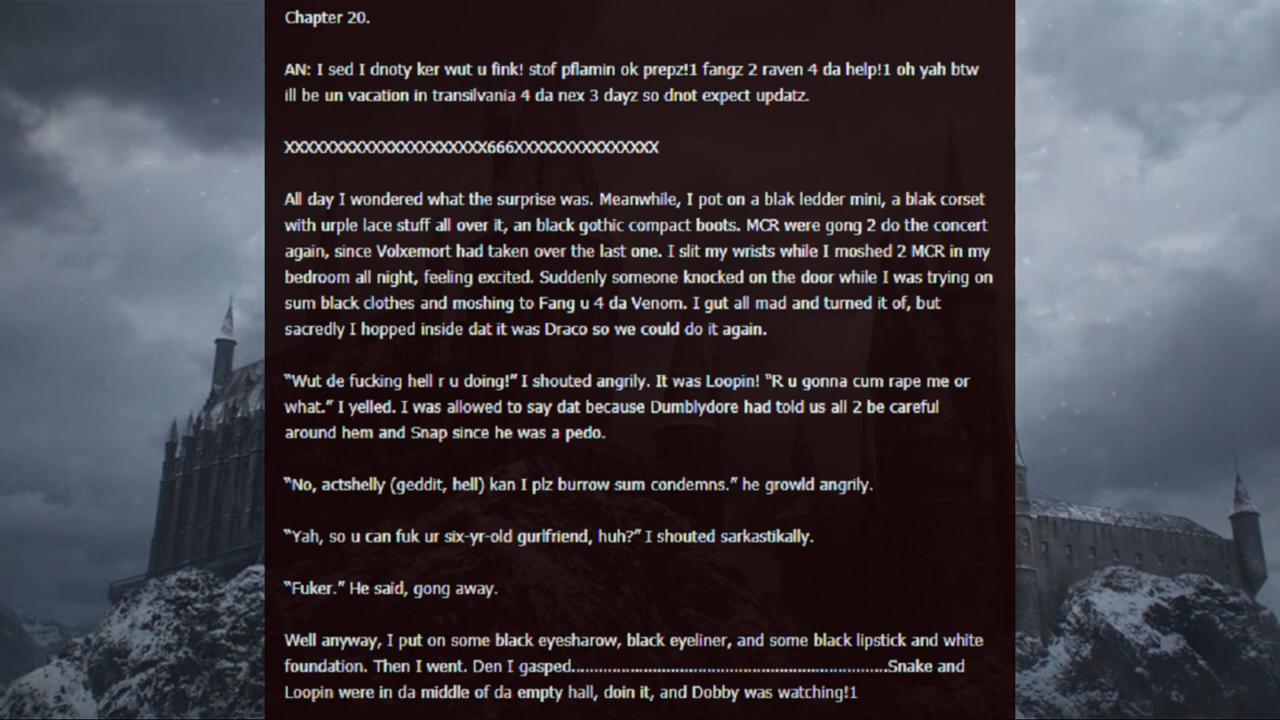 Chapter 20.
AN: I sed I dnoty ker wut u fink! stof pflamin ok prepz!1 fangz 2 raven 4 da help!1 oh yah btw
ill be un vacation in transilvania 4 da nex 3 dayz so dnot expect updatz.
XXXXXXXXXXXXXXXXXXXXX666XXXXXXXXXXXXXXX
All day I wondered what the surprise was. Meanwhile, I pot on a blak ledder mini, a blak corset
with urple lace stuff all over it, an black gothic compact boots. MCR were gong 2 do the concert
again, since Volxemort had taken over the last one. I slit my wrists while I moshed 2 MCR in my
bedroom all night, feeling excited. Suddenly someone knocked on the door while I was trying on
sum black clothes and moshing to Fang u 4 da Venom. I gut all mad and turned it of, but
sacredly I hopped inside dat it was Draco so we could do it again.
“Wut de fucking hell r u doing!” I shouted angrily. It was Loopin! “R u gonna cum rape me or
what.” I yelled. I was allowed to say dat because Dumblydore had told us all 2 be careful
around hem and Snap since he was a pedo.
“No, actshelly (geddit, hell) kan I plz burrow sum condemns.” he growld angrily.
“Yah, so u can fuk ur six-yr-old gurlfriend, huh?” I shouted sarkastikally.
“Fuker.” He said, gong away.
Well anyway, I put on some black eyesharow, black eyeliner, and some black lipstick and white
foundation. Then I went. Den I gasped.....................................................................Snake and
Loopin were in da middle of da empty hall, doin it, and Dobby was watching!1